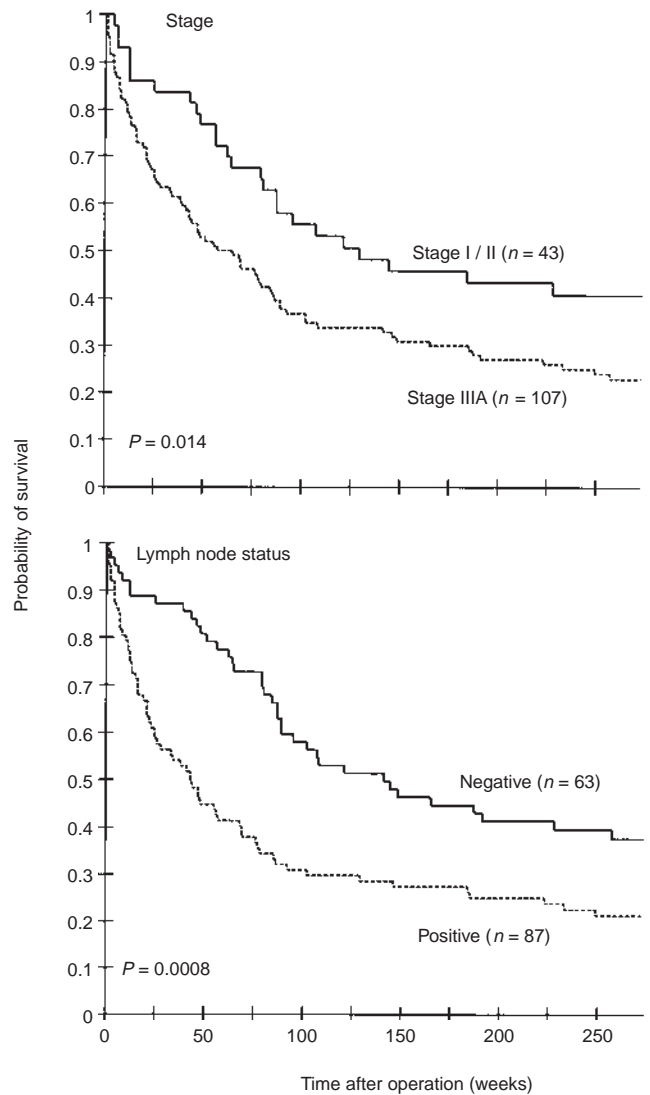 Probability of survival
Stage
1
0.9
0.8
0.7
0.6
0.5
0.4
0.3
0.2
0.1
0
Stage I / II (n = 43)
Stage IIIA (n = 107)
P = 0.014
Lymph node status
1
0.9
0.8
0.7
0.6
0.5
0.4
0.3
0.2
0.1
0
Negative (n = 63)
Positive (n = 87)
P = 0.0008
0 50 100 150 200 250
Time after operation (weeks)